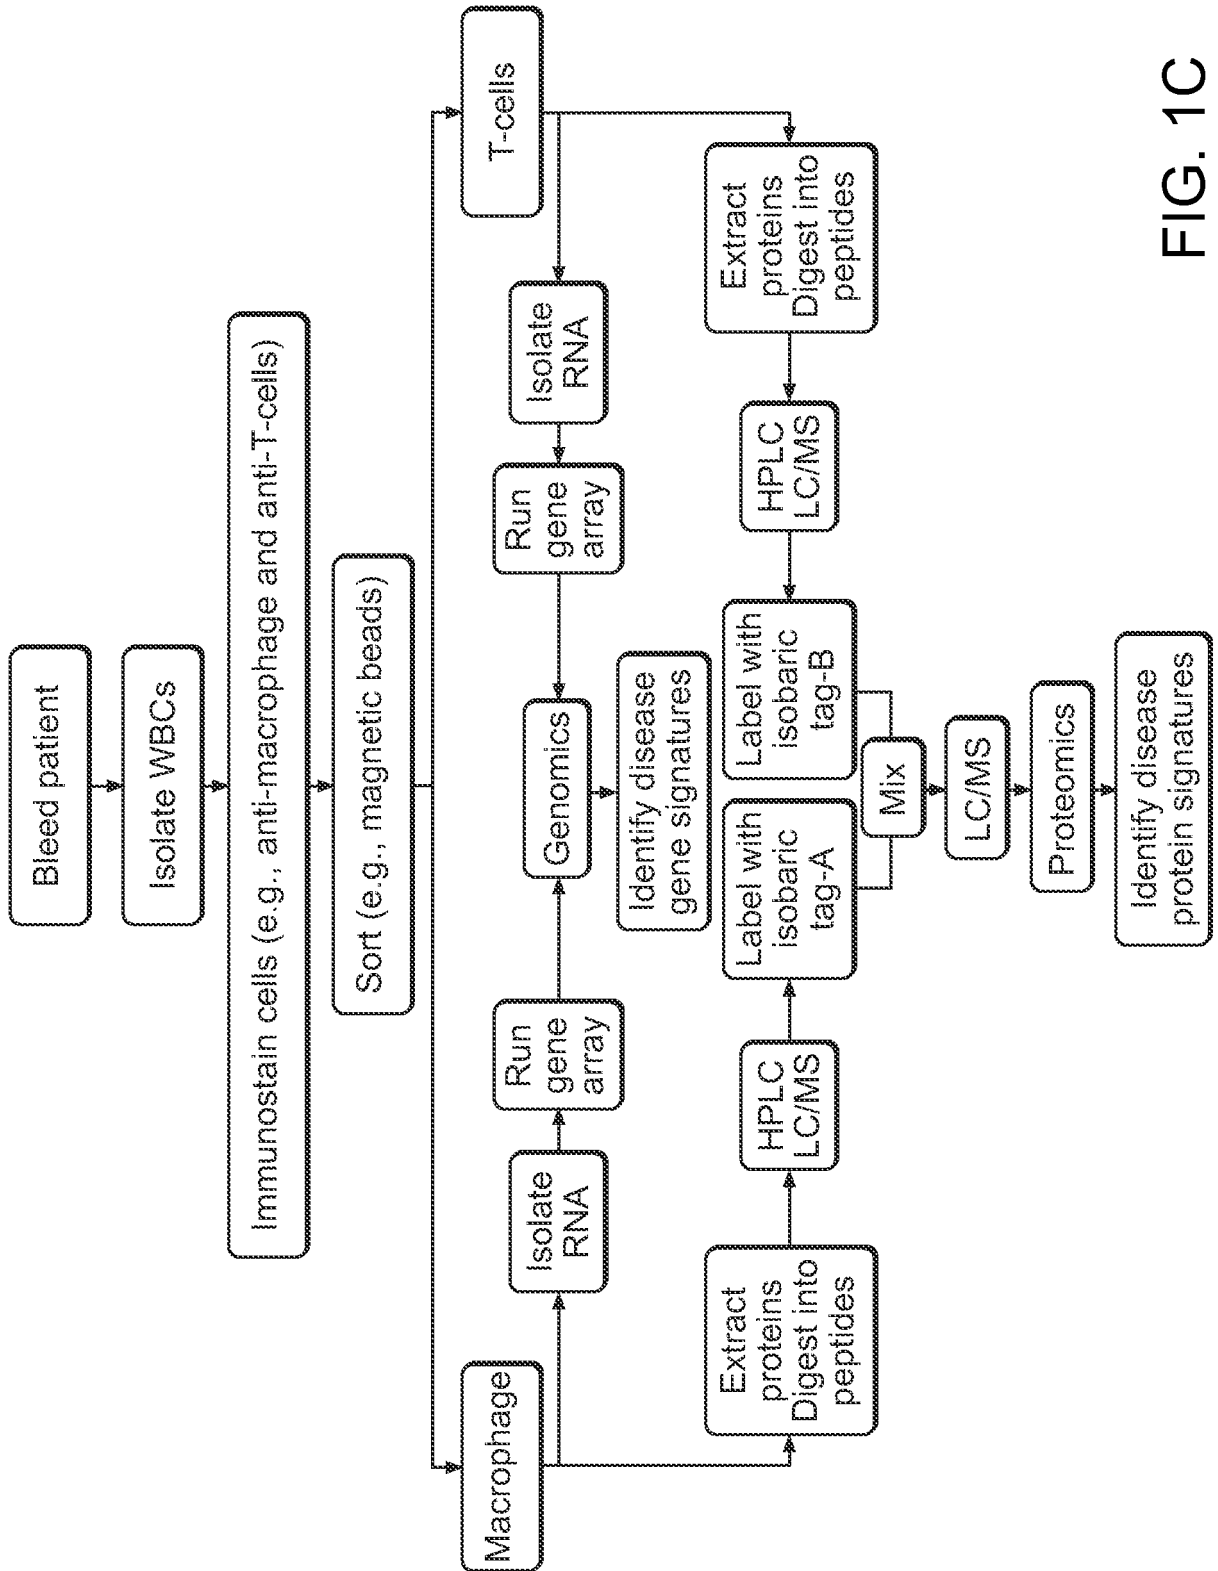 Bleed patient
Isolate WBCs
Immunostain cells (e.g., anti-macrophage and anti-T-cells)
Sort (e.g., magnetic beads)
Macrophage
T-cells
Isolate
RNA
Run
gene
array
Genomics
Run
gene
array
Isolate
RNA
Identify disease
gene signatures
Extract
proteins
Digest into
peptides
HPLC
LC/MS
Label with
isobaric
tag-A
Label with
isobaric
tag-B
HPLC
LC/MS
Extract
proteins
Digest into
peptides
Mix
LC/MS
Proteomics
Identify disease
protein signatures
FIG. 1C